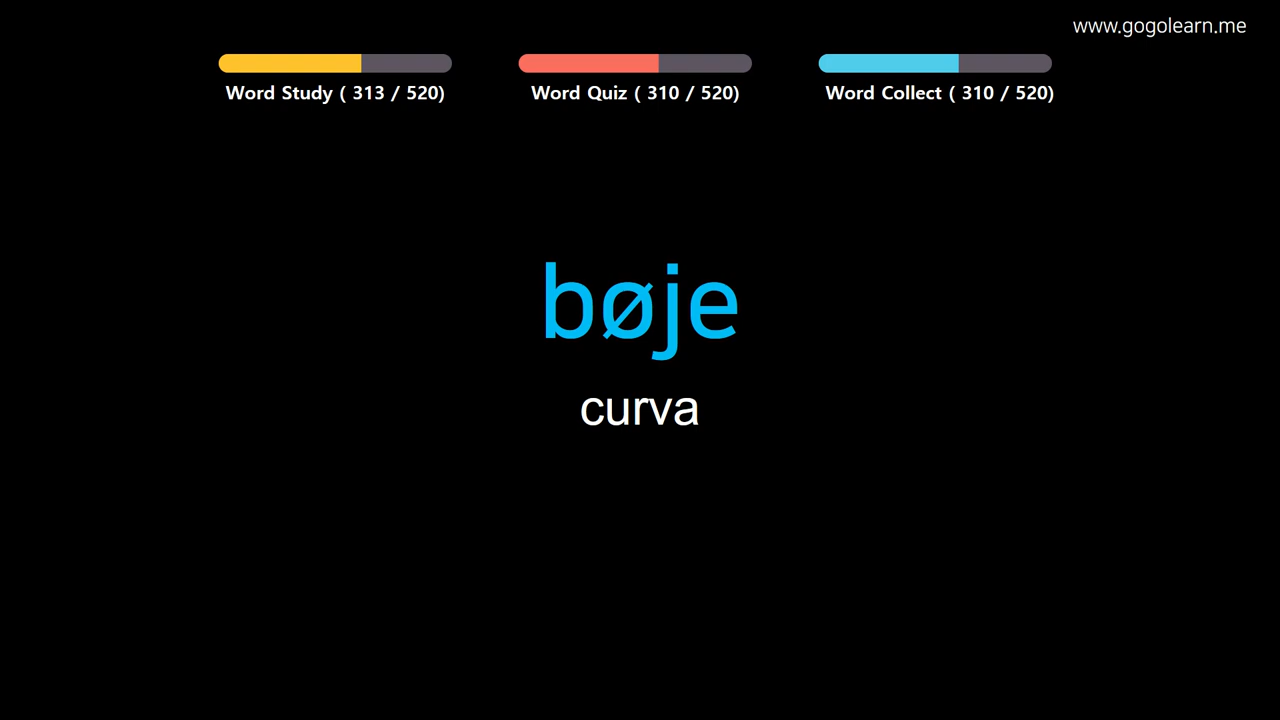 www.gogolearn.me
Word Study ( 313 / 520)
Word Quiz ( 310 / 520)
Word Collect ( 310 / 520)
bøje
curva